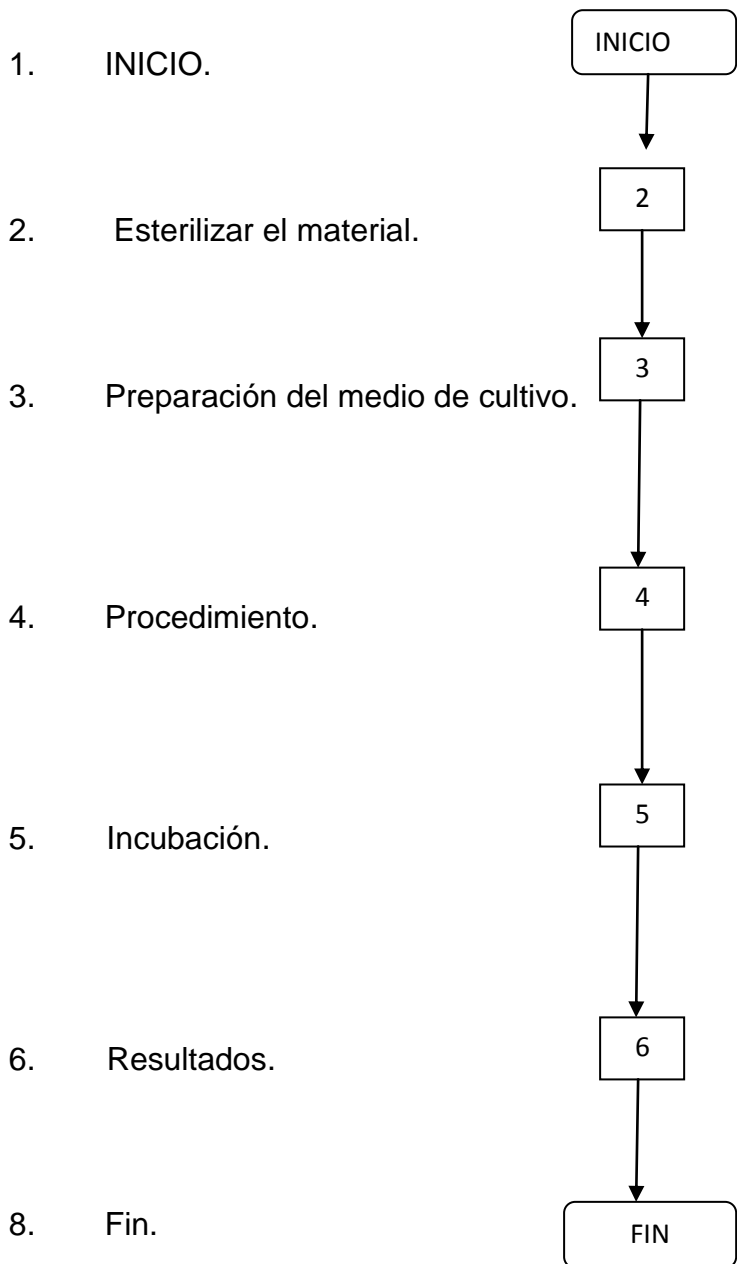 INICIO
1. INICIO.
2
2. Esterilizar el material.
3
3. Preparación del medio de cultivo.
4
4. Procedimiento.
5
5. Incubación.
6
6. Resultados.
8. Fin.
FIN